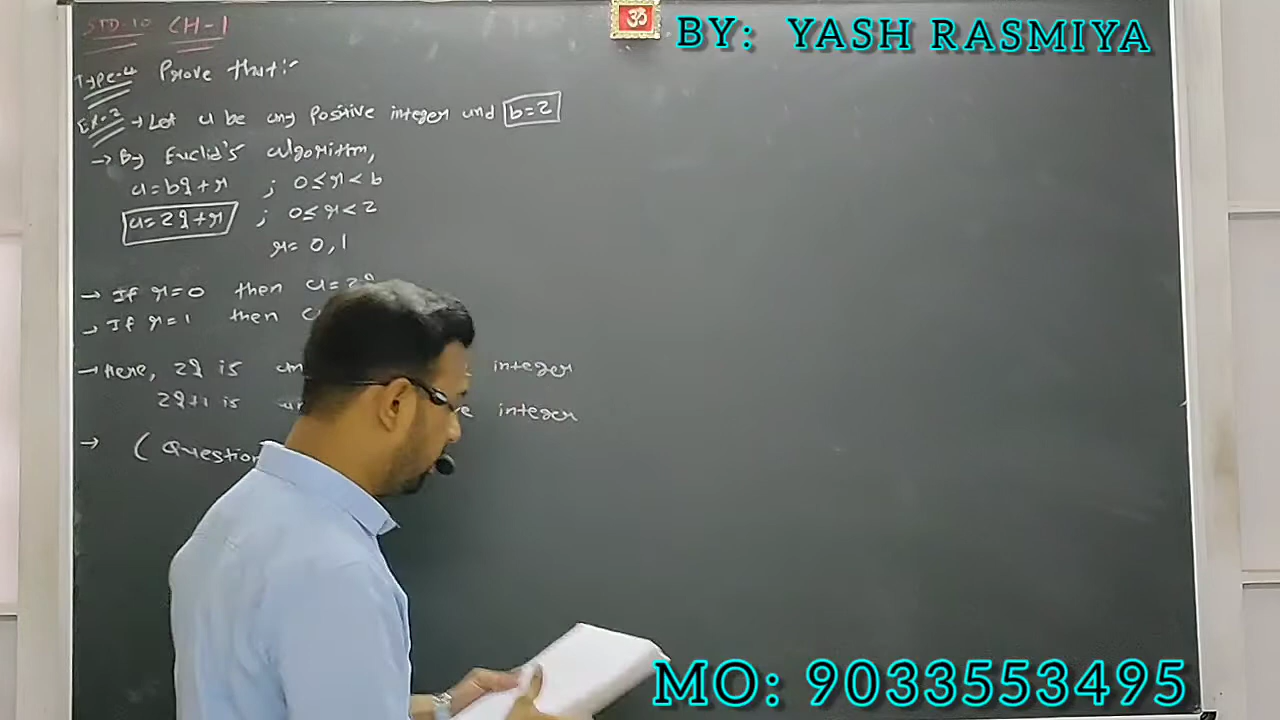 STD-10 CH-1
ॐ
BY: YASH RASMIYA
Type-4 Prove that:-
Ex-2 → Let a be any positive integer and b=2
→ By Euclid's algorithm,
a=bq+r ; 0≤r<b
a=2q+r ; 0≤r<2
r=0,1
→ If r=0 then a=2q
→ If r=1 then
→ Here, 2q is integer
2q+1 is integer
→ (Question
MO: 9033553495